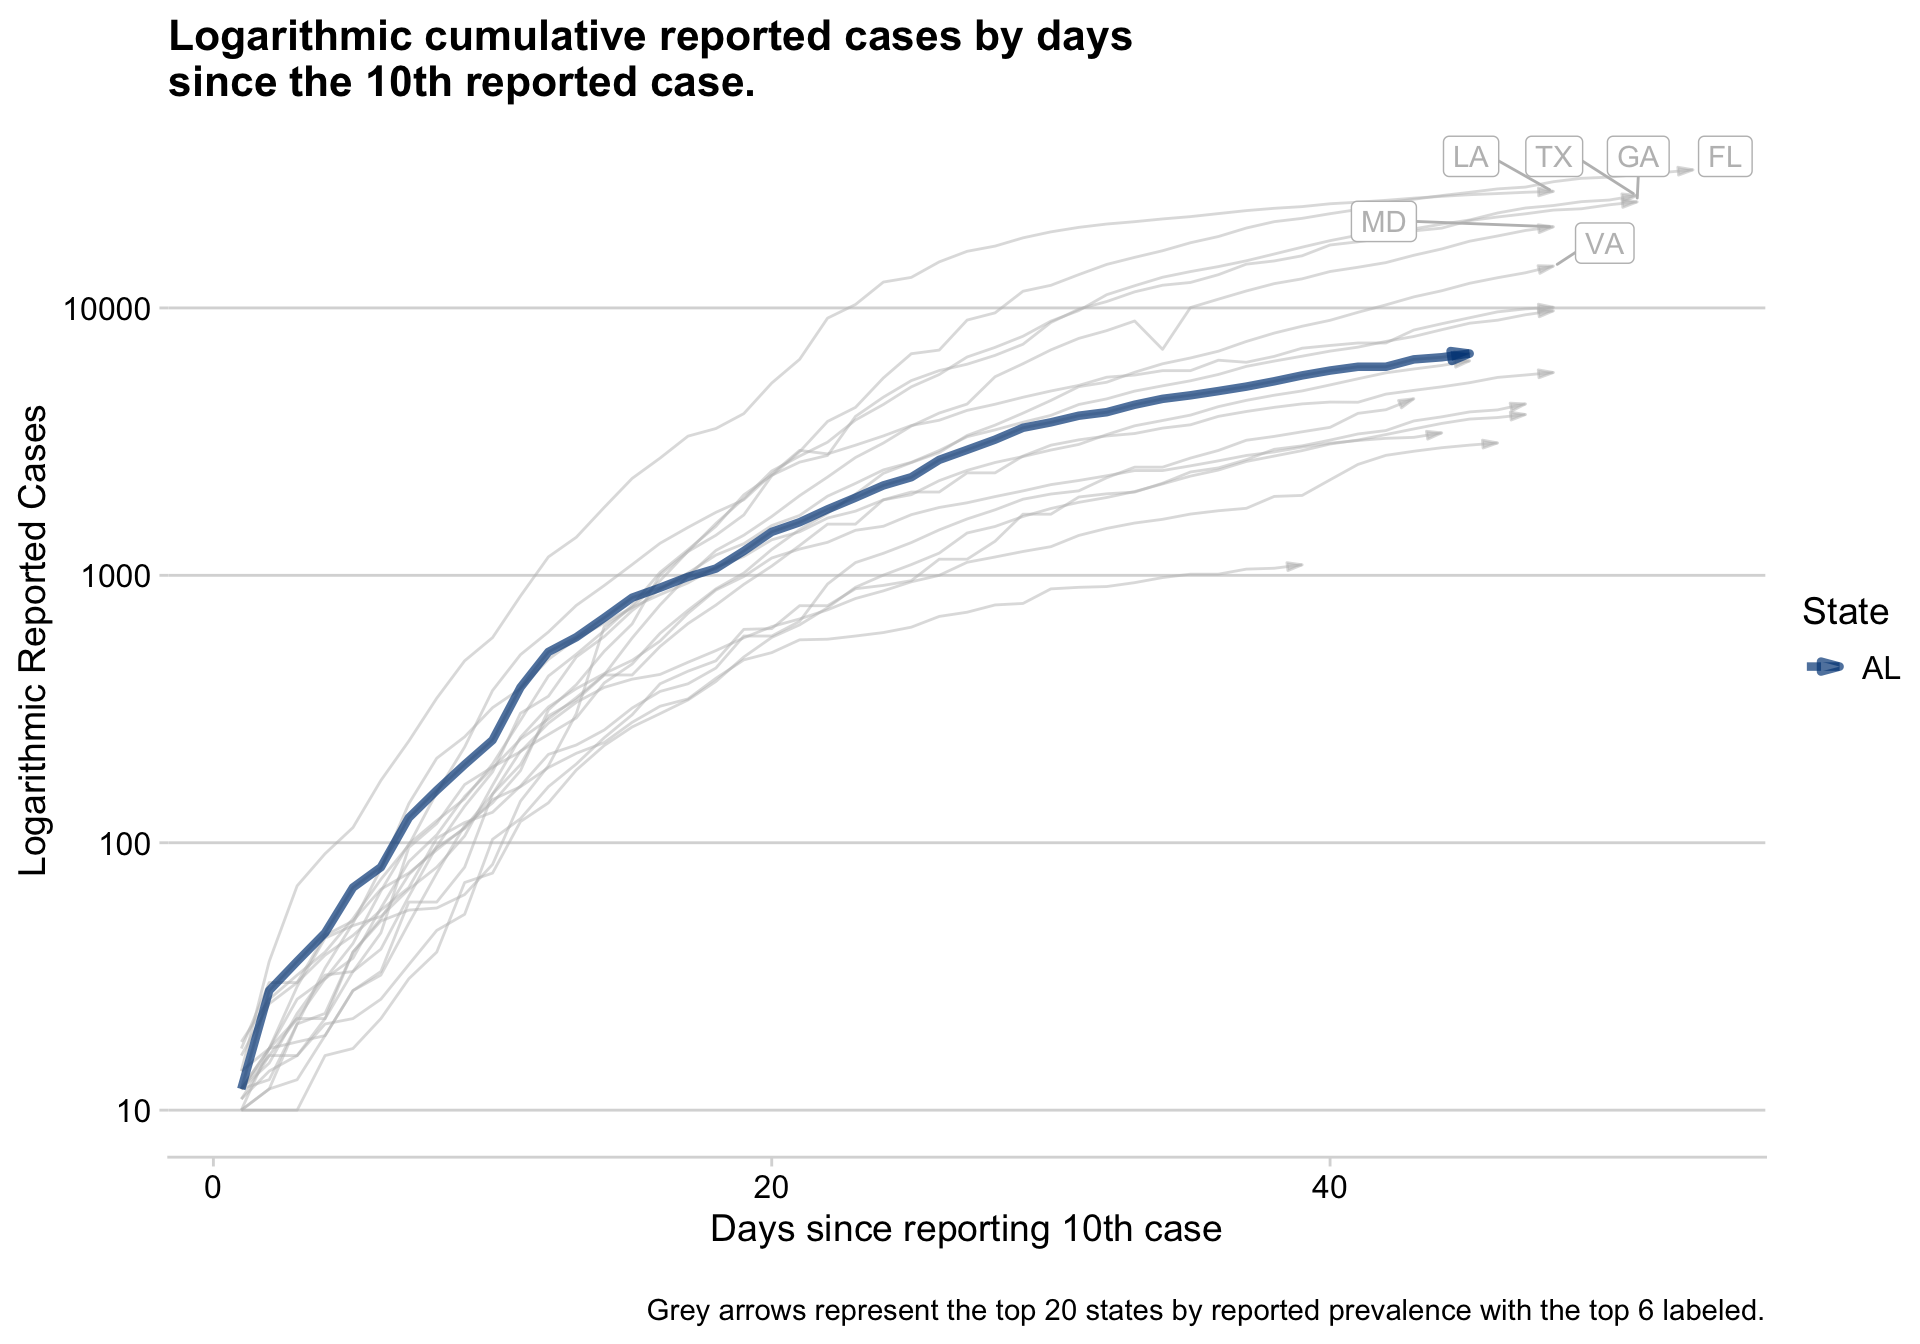 Logarithmic cumulative reported cases by days
since the 10th reported case.
LA
TX
GA
FL
MD
VA
10000
1000
100
10
Logarithmic Reported Cases
State
AL
0
20
40
Days since reporting 10th case
Grey arrows represent the top 20 states by reported prevalence with the top 6 labeled.